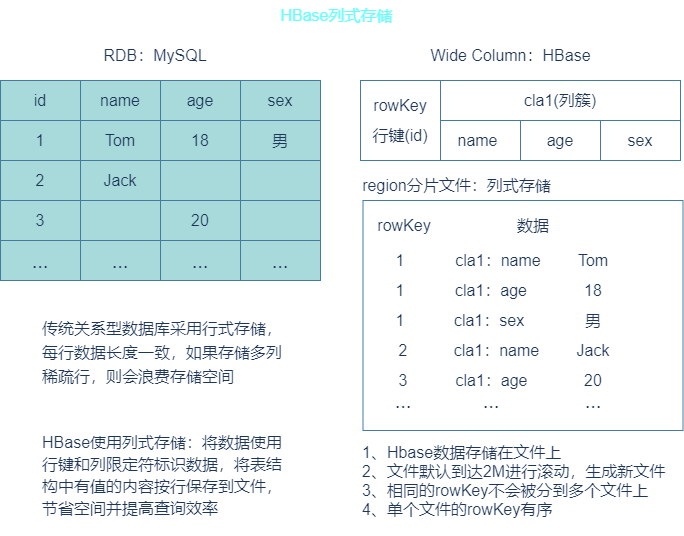 HBase列式存储
RDB：MySQL
id name age sex
1 Tom 18 男
2 Jack
3 20
... ... ... ...
传统关系型数据库采用行式存储，
每行数据长度一致，如果存储多列
稀疏行，则会浪费存储空间
HBase使用列式存储：将数据使用
行键和列限定符标识数据，将表结
构中有值的内容按行保存到文件，
节省空间并提高查询效率
Wide Column：HBase
rowKey
行键(id)
cla1(列簇)
name age sex
region分片文件：列式存储
rowKey 数据
1 cla1：name Tom
1 cla1：age 18
1 cla1：sex 男
2 cla1：name Jack
3 cla1：age 20
... ... ...
1、Hbase数据存储在文件上
2、文件默认到达2M进行滚动，生成新文件
3、相同的rowKey不会被分到多个文件上
4、单个文件的rowKey有序